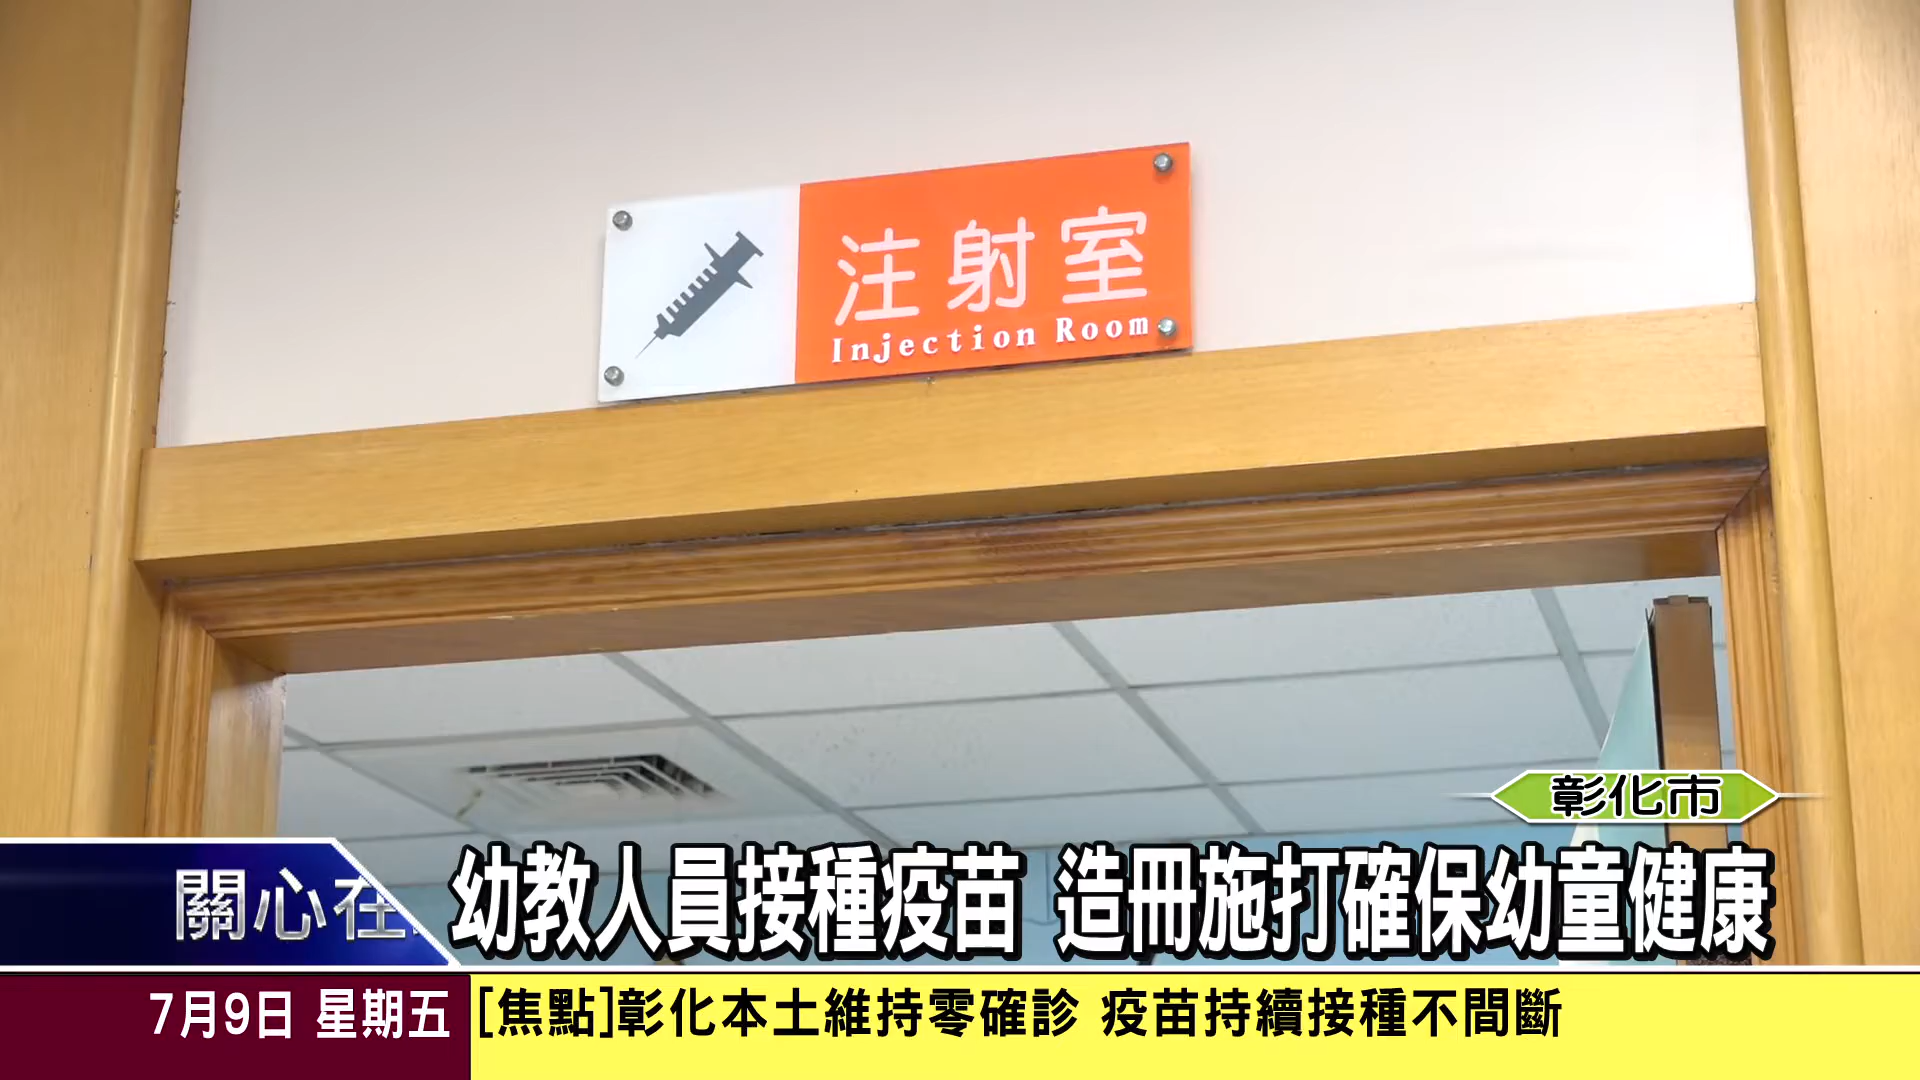 注射室
Injection Room
彰化市
關心在
幼教人員接種疫苗 造冊施打確保幼童健康
7月9日 星期五
[焦點]彰化本土維持零確診 疫苗持續接種不間斷